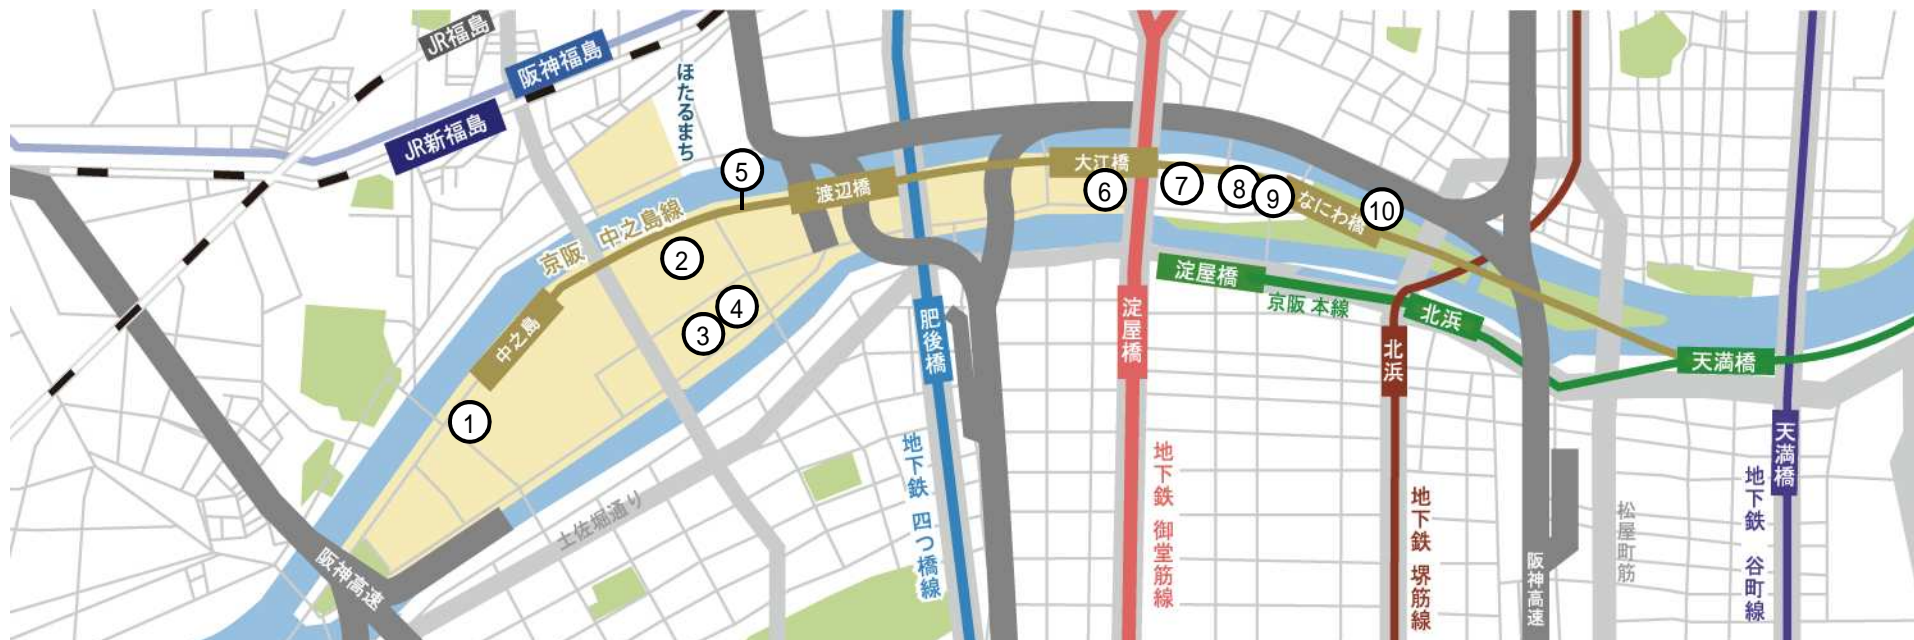 JR福島
阪神福島
JR新福島
ほたるまち
京阪 中之島線
中之島
渡辺橋
大江橋
なにわ橋
①
②
③
④
⑤
⑥
⑦
⑧
⑨
⑩
淀屋橋
京阪 本線
北浜
天満橋
肥後橋
淀屋橋
北浜
天満橋
地下鉄 四つ橋線
地下鉄 御堂筋線
地下鉄 堺筋線
地下鉄 谷町線
土佐堀通り
阪神高速
阪神高速
松屋町筋